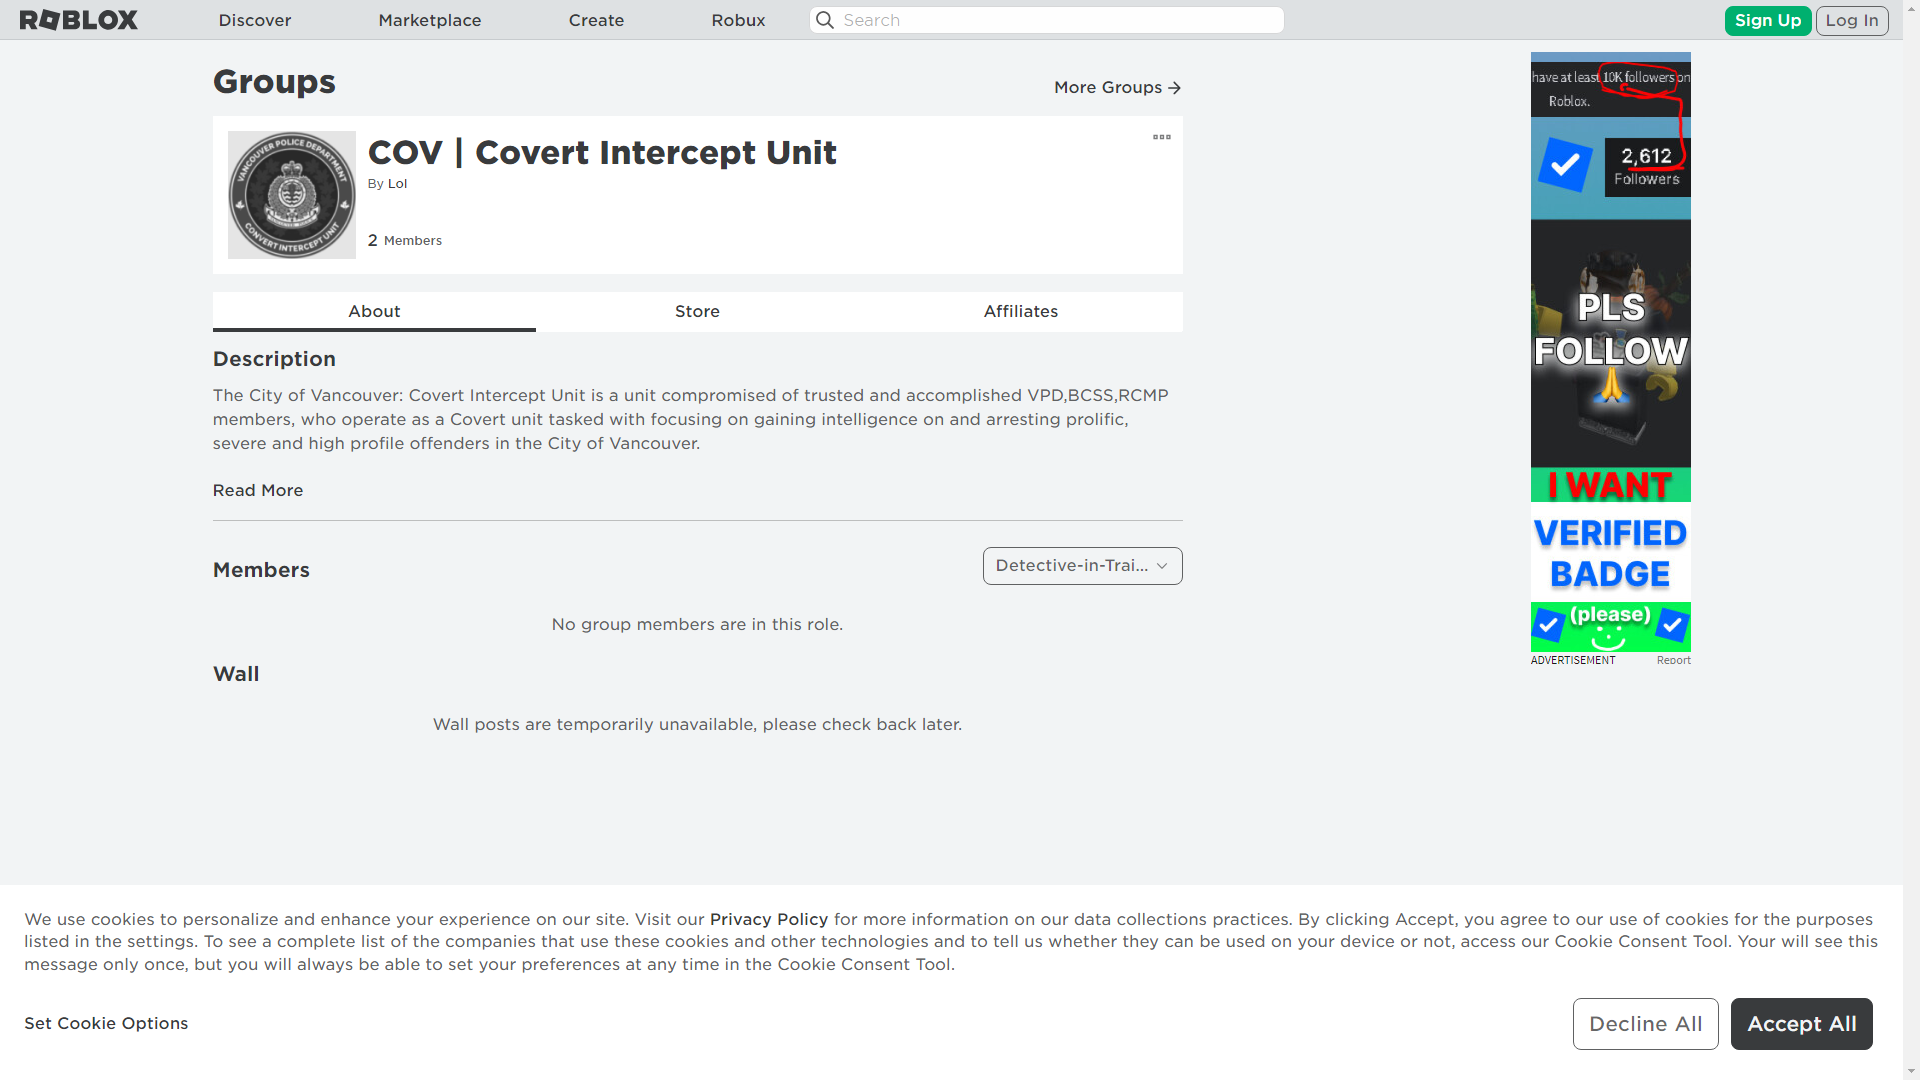 ROBLOX
Discover
Marketplace
Create
Robux
Search
Sign Up
Log In
Groups
More Groups
VANCOUVER POLICE DEPARTMENT
CONVERT INTERCEPT UNIT
COV | Covert Intercept Unit
By Lol
2 Members
About
Store
Affiliates
Description
The City of Vancouver: Covert Intercept Unit is a unit compromised of trusted and accomplished VPD,BCSS,RCMP
members, who operate as a Covert unit tasked with focusing on gaining intelligence on and arresting prolific,
severe and high profile offenders in the City of Vancouver.
Read More
Members
Detective-in-Trai...
No group members are in this role.
Wall
Wall posts are temporarily unavailable, please check back later.
have at least 10K followers on
Roblox.
2,612
Followers
PLS
FOLLOW
🙏
I WANT
VERIFIED
BADGE
(please)
ADVERTISEMENT
Report
We use cookies to personalize and enhance your experience on our site. Visit our Privacy Policy for more information on our data collections practices. By clicking Accept, you agree to our use of cookies for the purposes
listed in the settings. To see a complete list of the companies that use these cookies and other technologies and to tell us whether they can be used on your device or not, access our Cookie Consent Tool. Your will see this
message only once, but you will always be able to set your preferences at any time in the Cookie Consent Tool.
Set Cookie Options
Decline All
Accept All